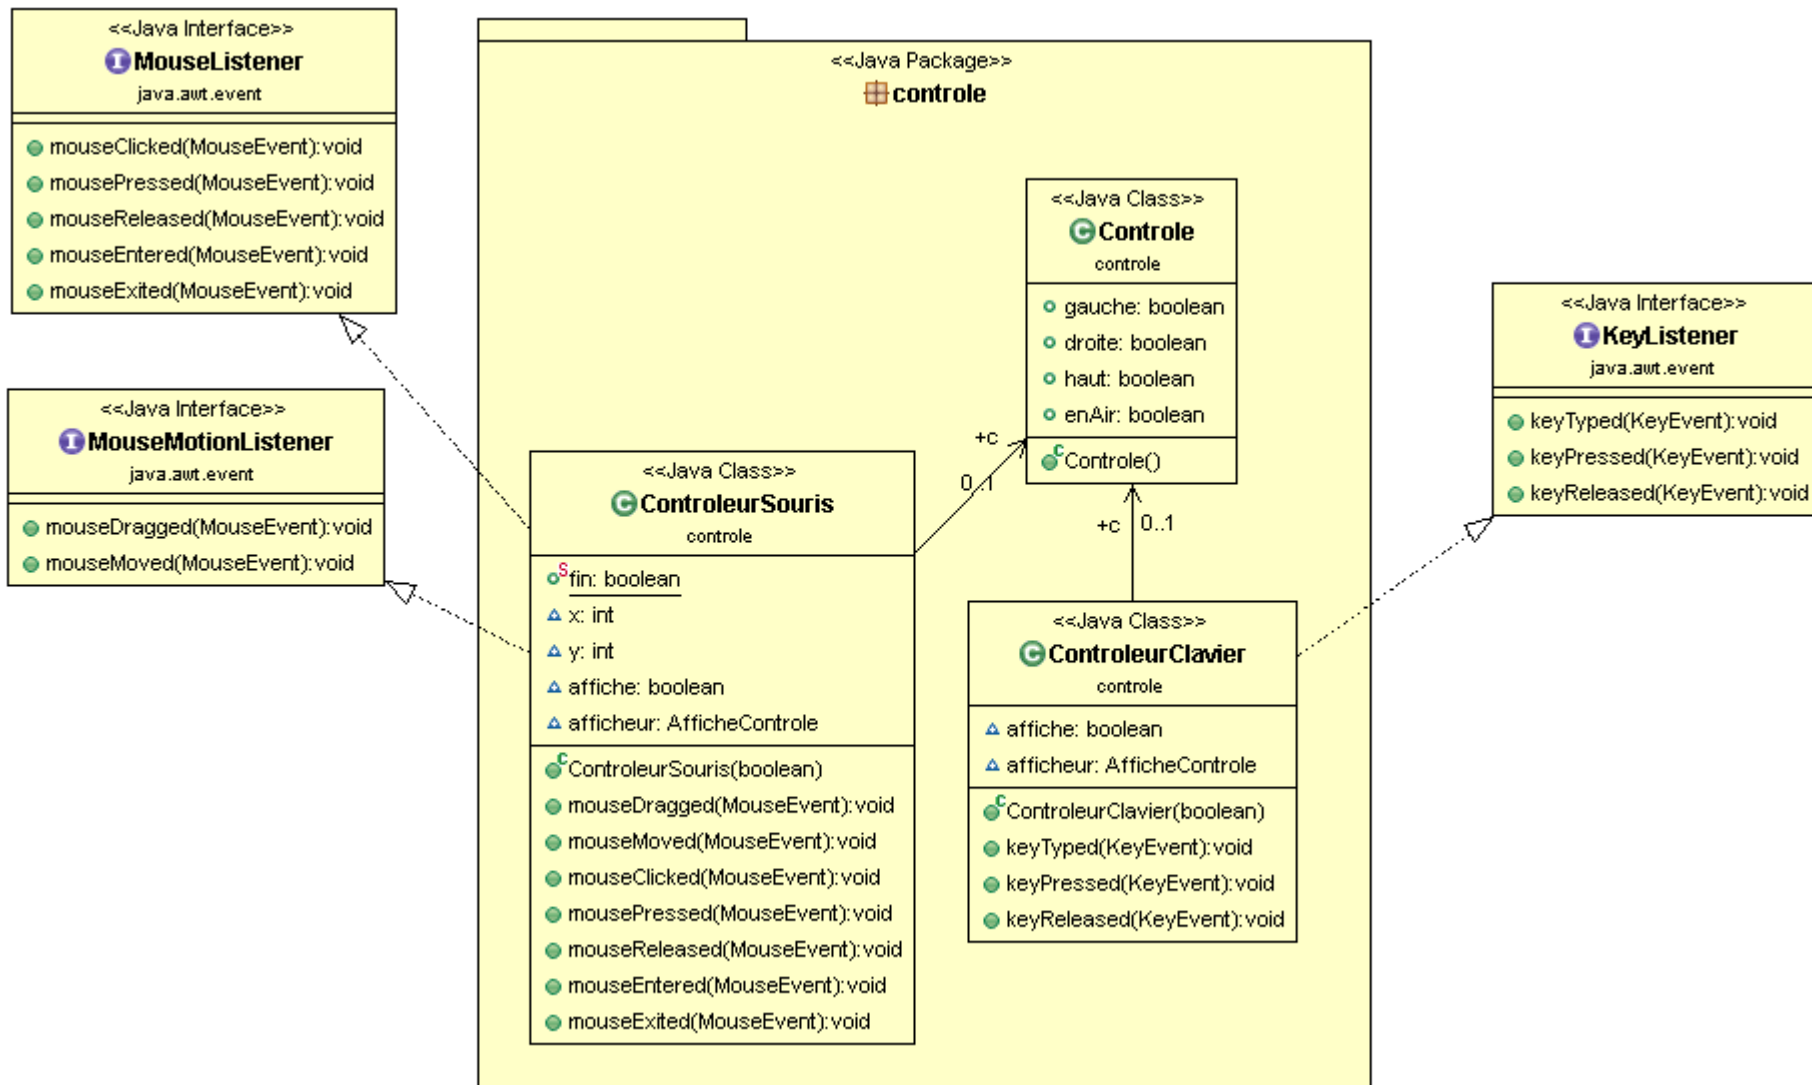 <<Java Interface>>
MouseListener
java.awt.event
mouseClicked(MouseEvent):void
mousePressed(MouseEvent):void
mouseReleased(MouseEvent):void
mouseEntered(MouseEvent):void
mouseExited(MouseEvent):void
<<Java Interface>>
MouseMotionListener
java.awt.event
mouseDragged(MouseEvent):void
mouseMoved(MouseEvent):void
<<Java Package>>
controle
<<Java Class>>
ControleurSouris
controle
fin: boolean
x: int
y: int
affiche: boolean
afficheur: AfficheControle
ControleurSouris(boolean)
mouseDragged(MouseEvent):void
mouseMoved(MouseEvent):void
mouseClicked(MouseEvent):void
mousePressed(MouseEvent):void
mouseReleased(MouseEvent):void
mouseEntered(MouseEvent):void
mouseExited(MouseEvent):void
+c
0..1
<<Java Class>>
Controle
controle
gauche: boolean
droite: boolean
haut: boolean
enAir: boolean
Controle()
+c
0..1
<<Java Class>>
ControleurClavier
controle
affiche: boolean
afficheur: AfficheControle
ControleurClavier(boolean)
keyTyped(KeyEvent):void
keyPressed(KeyEvent):void
keyReleased(KeyEvent):void
<<Java Interface>>
KeyListener
java.awt.event
keyTyped(KeyEvent):void
keyPressed(KeyEvent):void
keyReleased(KeyEvent):void